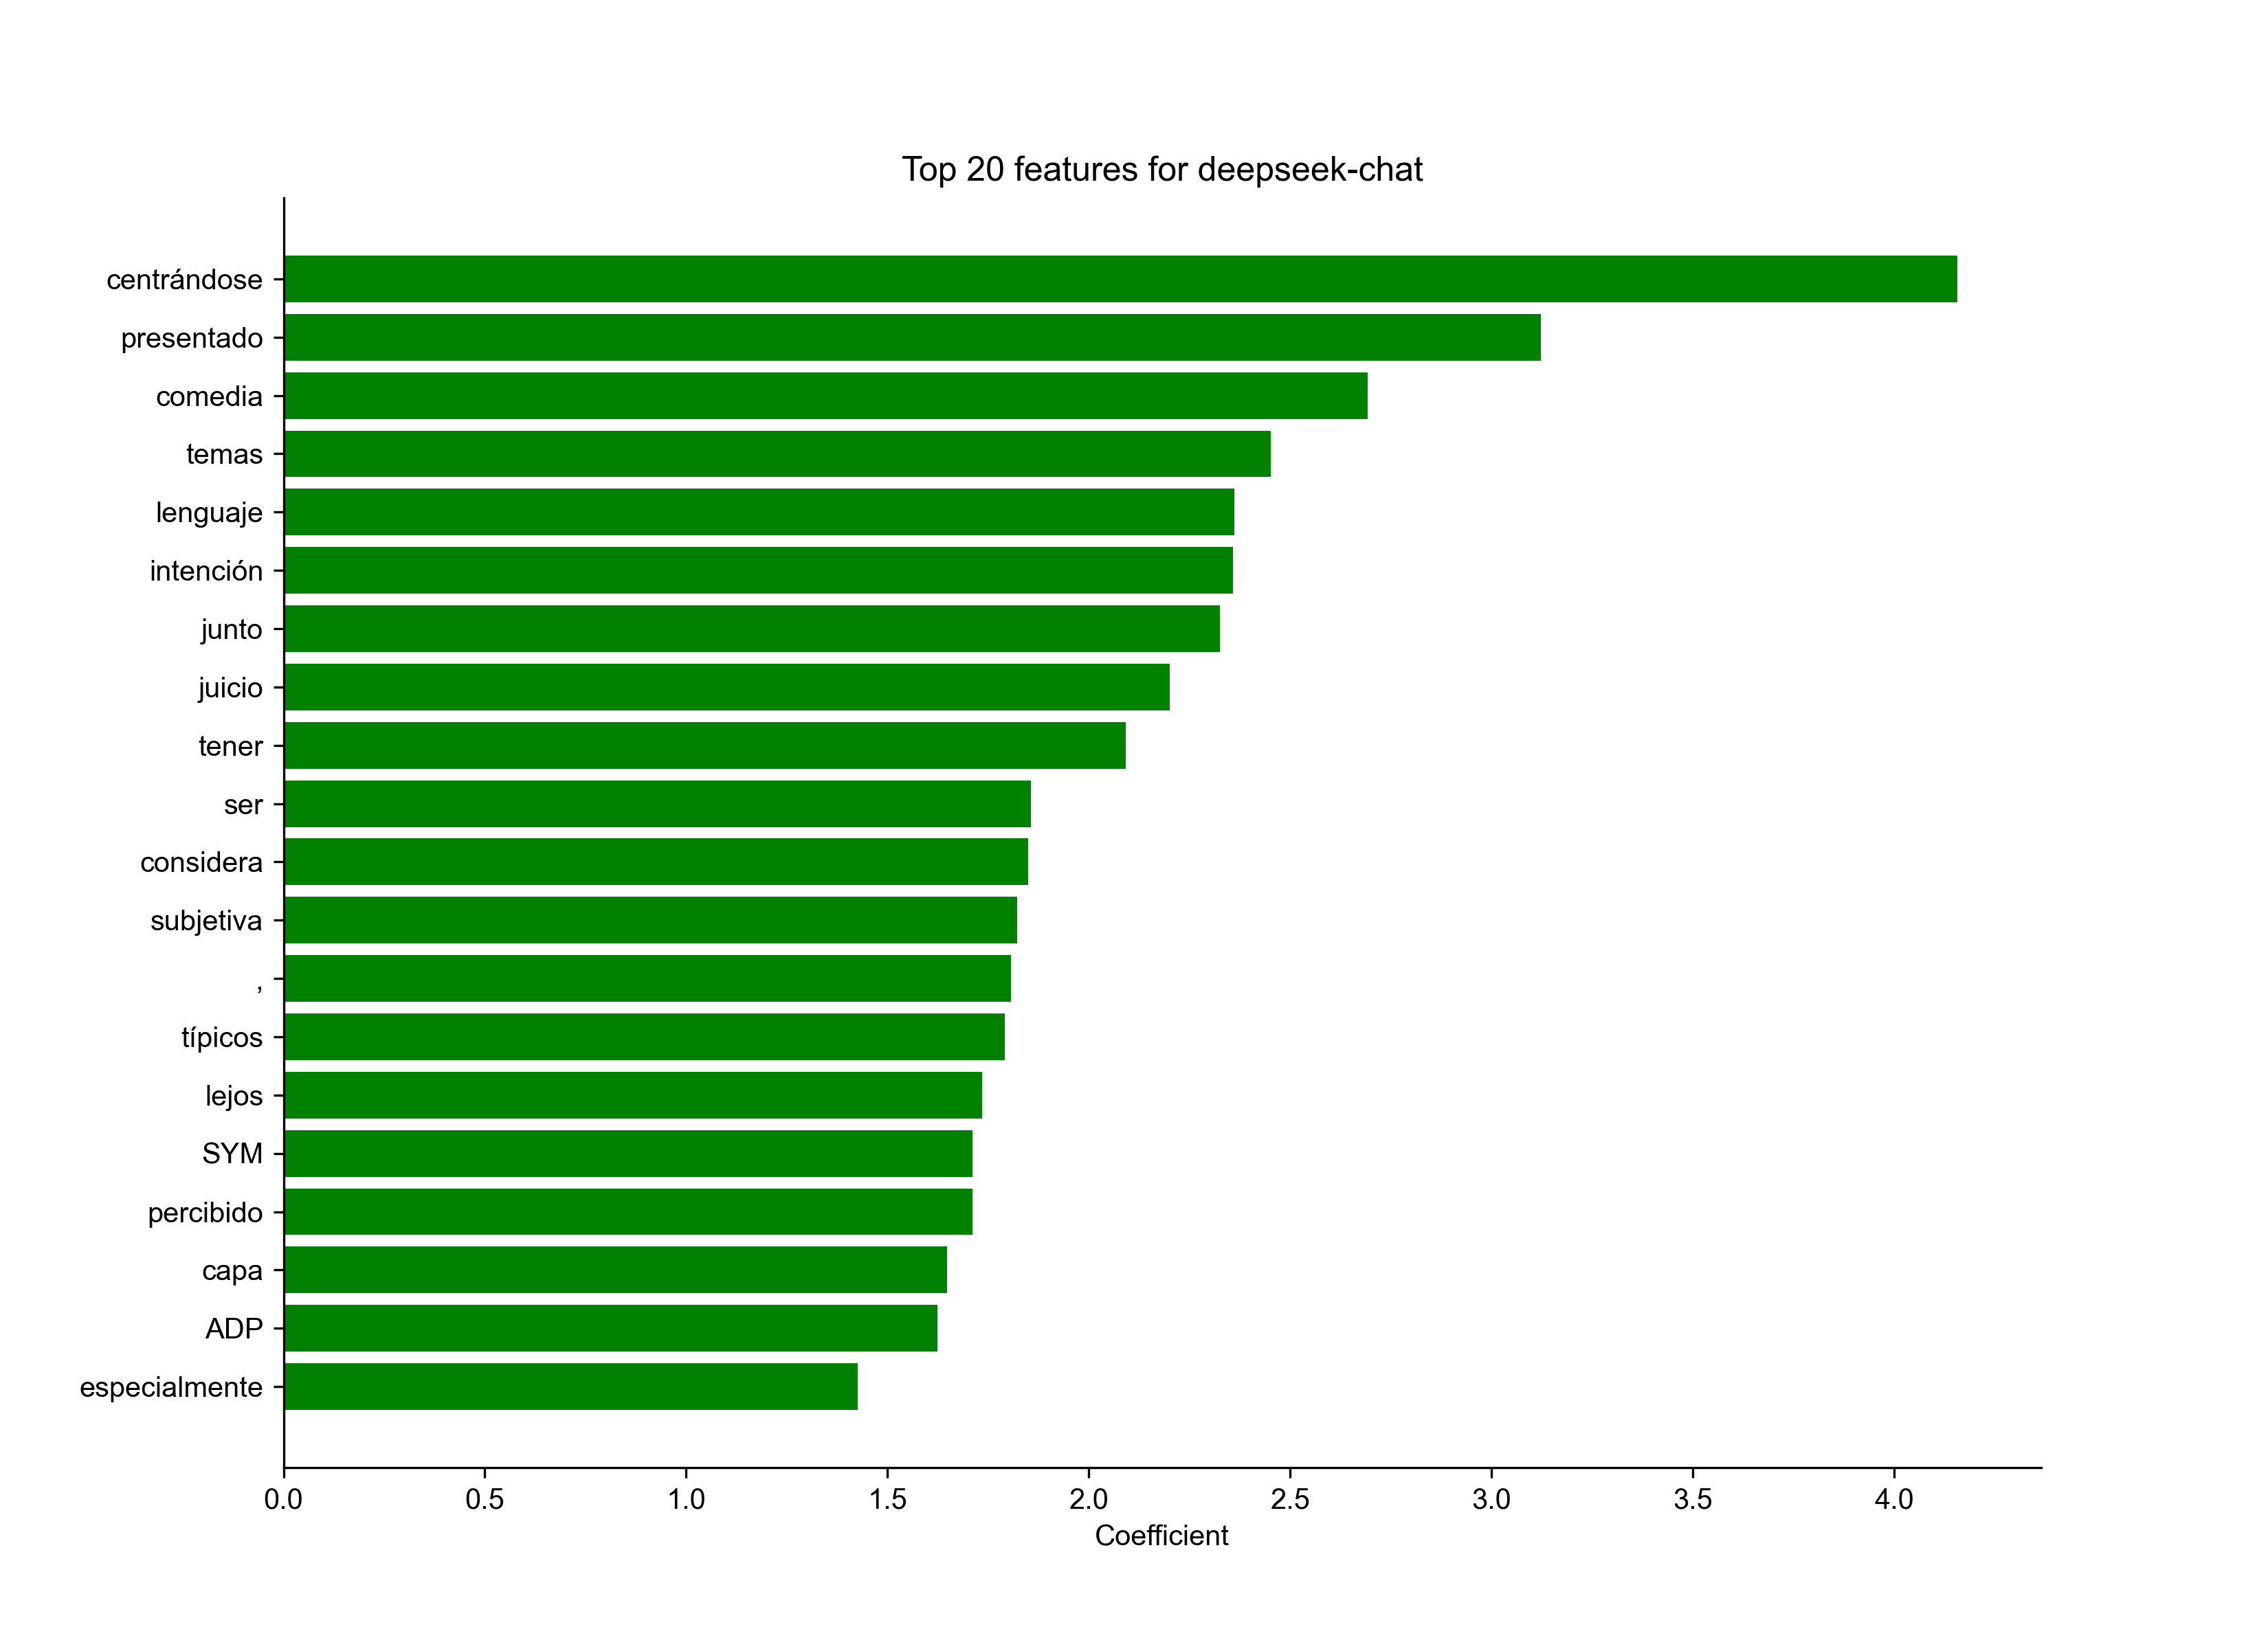 Top 20 features for deepseek-chat
centrándose
presentado
comedia
temas
lenguaje
intención
junto
juicio
tener
ser
considera
subjetiva
,
típicos
lejos
SYM
percibido
capa
ADP
especialmente
0.0 0.5 1.0 1.5 2.0 2.5 3.0 3.5 4.0
Coefficient